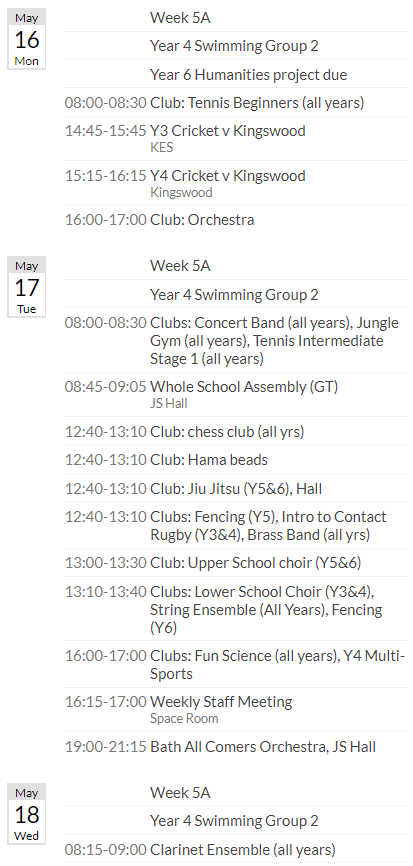 May
16
Mon
Week 5A
Year 4 Swimming Group 2
Year 6 Humanities project due
08:00-08:30 Club: Tennis Beginners (all years)
14:45-15:45 Y3 Cricket v Kingswood
KES
15:15-16:15 Y4 Cricket v Kingswood
Kingswood
16:00-17:00 Club: Orchestra
May
17
Tue
Week 5A
Year 4 Swimming Group 2
08:00-08:30 Clubs: Concert Band (all years), Jungle
Gym (all years), Tennis Intermediate
Stage 1 (all years)
08:45-09:05 Whole School Assembly (GT)
JS Hall
12:40-13:10 Club: chess club (all yrs)
12:40-13:10 Club: Hama beads
12:40-13:10 Club: Jiu Jitsu (Y5&6), Hall
12:40-13:10 Clubs: Fencing (Y5), Intro to Contact
Rugby (Y3&4), Brass Band (all yrs)
13:00-13:30 Club: Upper School choir (Y5&6)
13:10-13:40 Clubs: Lower School Choir (Y3&4),
String Ensemble (All Years), Fencing
(Y6)
16:00-17:00 Clubs: Fun Science (all years), Y4 Multi-
Sports
16:15-17:00 Weekly Staff Meeting
Space Room
19:00-21:15 Bath All Comers Orchestra, JS Hall
May
18
Wed
Week 5A
Year 4 Swimming Group 2
08:15-09:00 Clarinet Ensemble (all years)